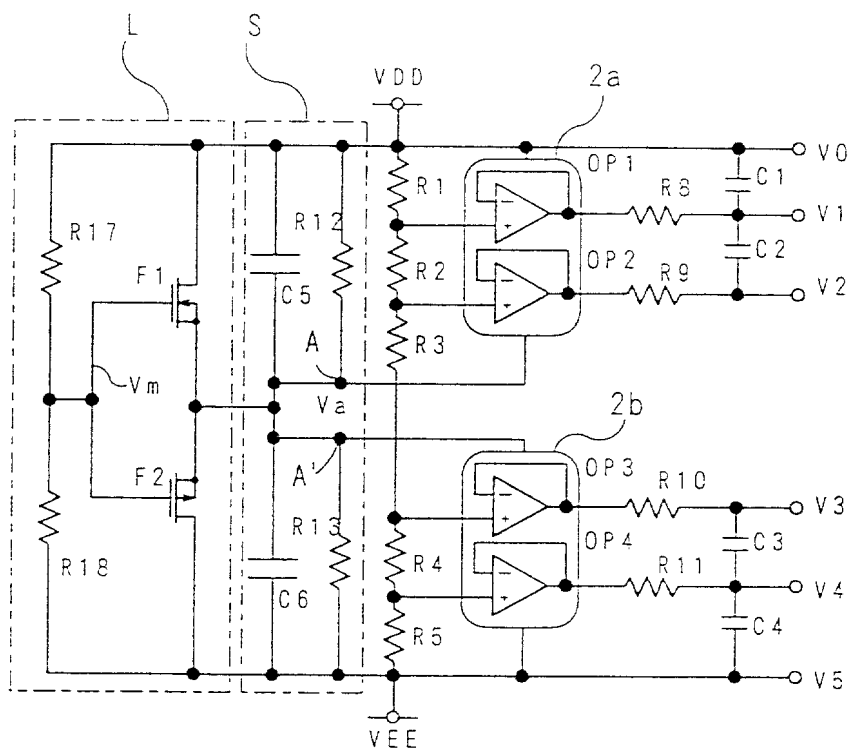 L
S
VDD
2a
V0
OP1
R1
R8
C1
R17
R12
V1
F1
R2
OP2
C2
C5
R9
V2
A
R3
Vm
Va
2b
A'
OP3
F2
R10
V3
R13
R4
OP4
C3
R18
R11
V4
C6
R5
C4
V5
VEE